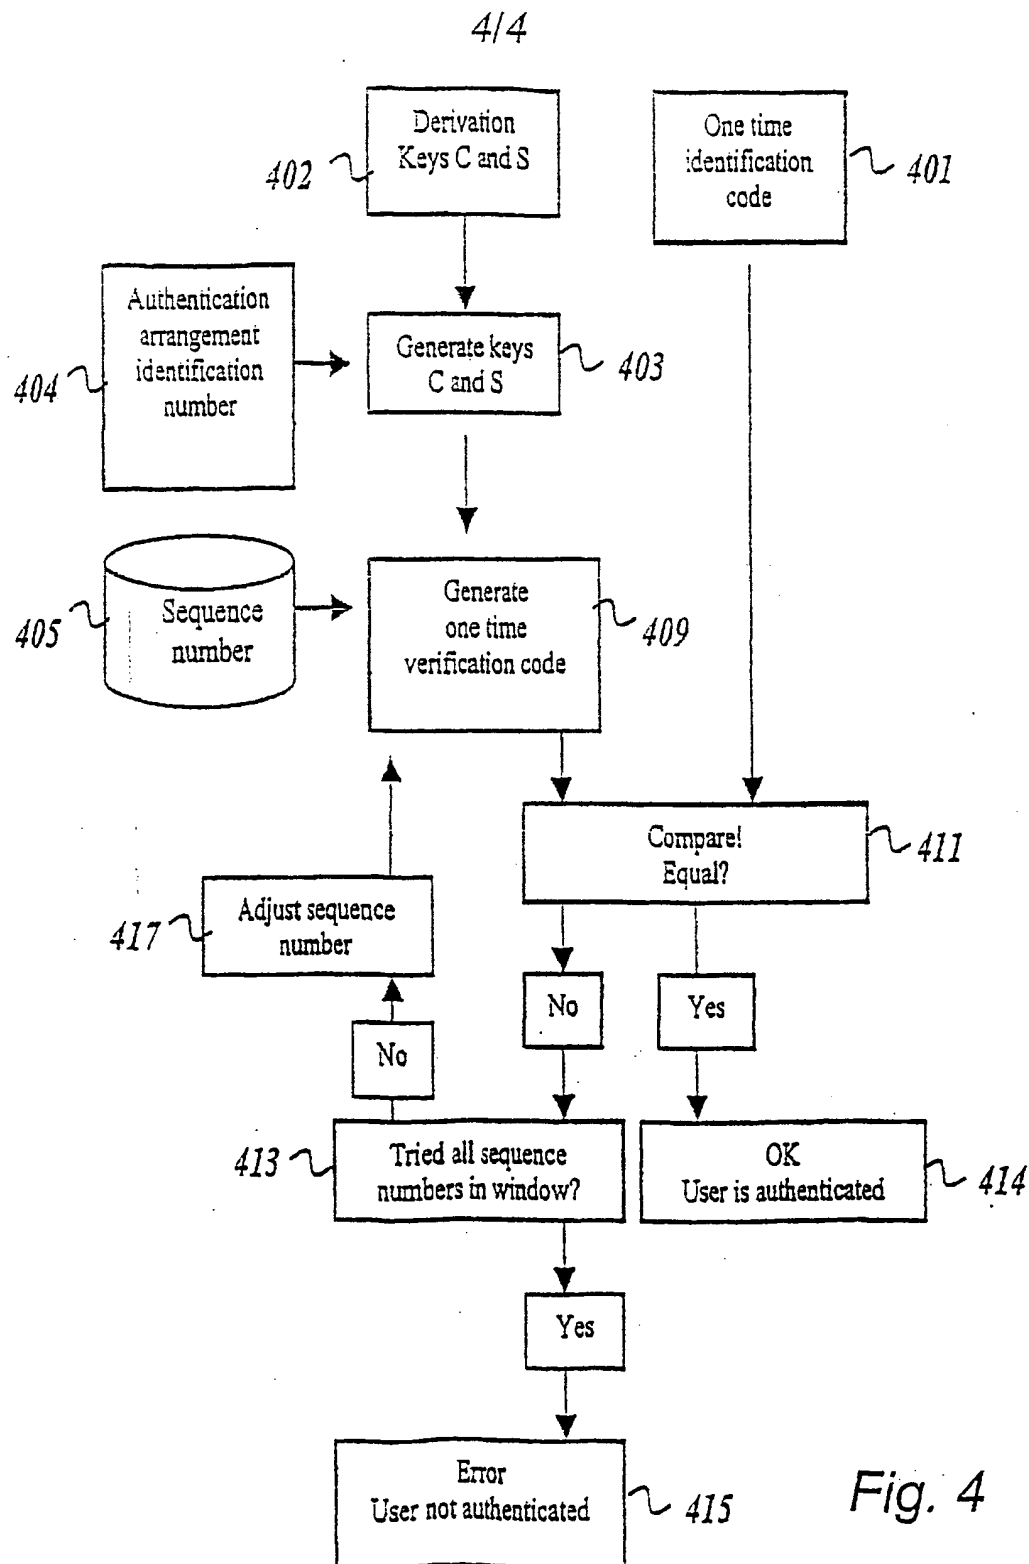 4/4
Derivation
Keys C and S
402
One time
identification
code
401
Authentication
arrangement
identification
number
404
Generate keys
C and S
403
Sequence
number
405
Generate
one time
verification code
409
Compare!
Equal?
411
Adjust sequence
number
417
No
No
Yes
Tried all sequence
numbers in window?
413
OK
User is authenticated
414
Yes
Error
User not authenticated
415
Fig. 4